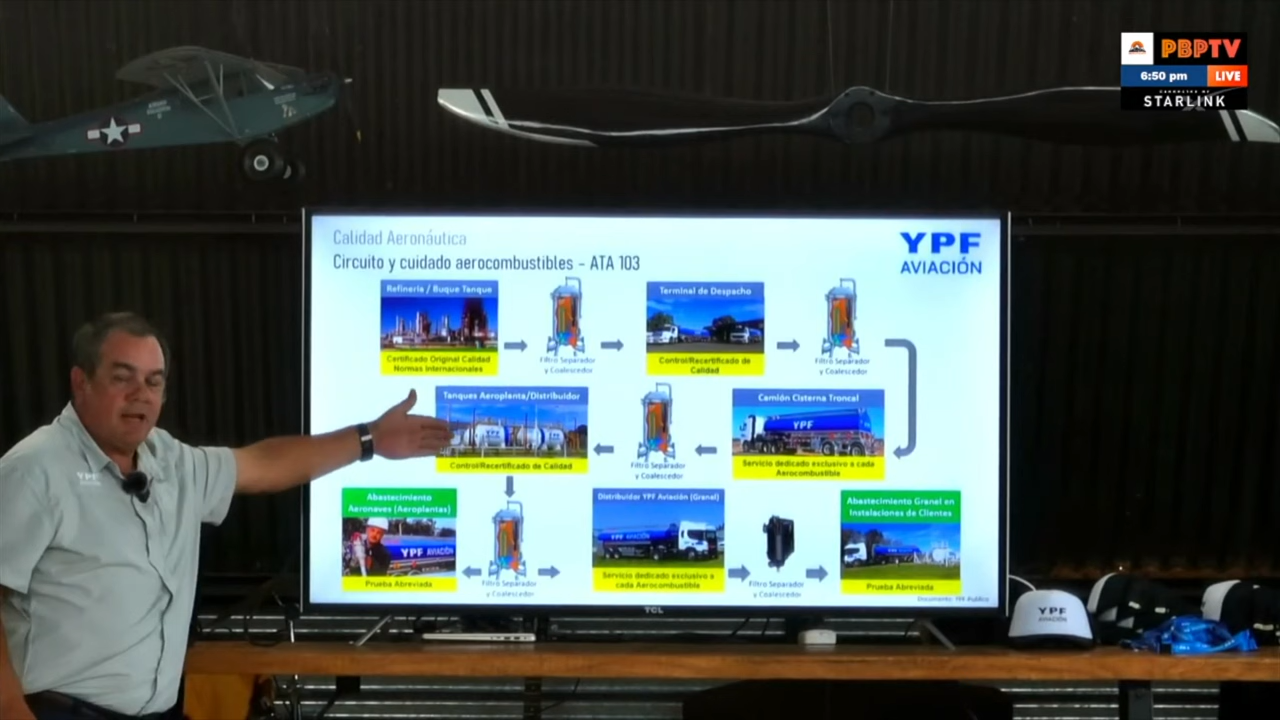 PBPTV
6:50 pm
LIVE
STARLINK
Calidad Aeronáutica
Circuito y cuidado aerocombustibles - ATA 103
YPF
AVIACIÓN
Refinería / Buque Tanque
Certificado Original Calidad
Normas Internacionales
Filtro Separador
y Coalescedor
Terminal de Despacho
Control/Recertificado de
Calidad
Filtro Separador
y Coalescedor
Tanques Aeroplanta/Distribuidor
Control/Recertificado de Calidad
Filtro Separador
y Coalescedor
Camión Cisterna Troncal
YPF
Servicio dedicado exclusivo a cada
Aerocombustible
Abastecimiento
Aeronaves (Aeroplantas)
YPF AVIACIÓN
Prueba Abreviada
Filtro Separador
y Coalescedor
Distribuidor YPF Aviación (Granel)
YPF AVIACIÓN
Servicio dedicado exclusivo a
cada Aerocombustible
Filtro Separador
y Coalescedor
Abastecimiento Granel en
Instalaciones de Clientes
Prueba Abreviada
Documento: YPF-Público
TCL
YPF
YPF
AVIACIÓN